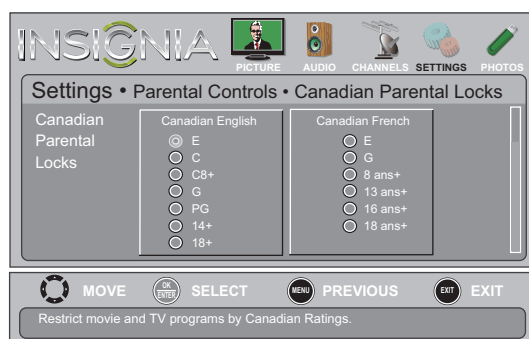 INSIGNIA
PICTURE AUDIO CHANNELS SETTINGS PHOTOS
Settings • Parental Controls • Canadian Parental Locks
Canadian
Parental
Locks
Canadian English
E
C
C8+
G
PG
14+
18+
Canadian French
E
G
8 ans+
13 ans+
16 ans+
18 ans+
MOVE OK ENTER SELECT MENU PREVIOUS EXIT EXIT
Restrict movie and TV programs by Canadian Ratings.